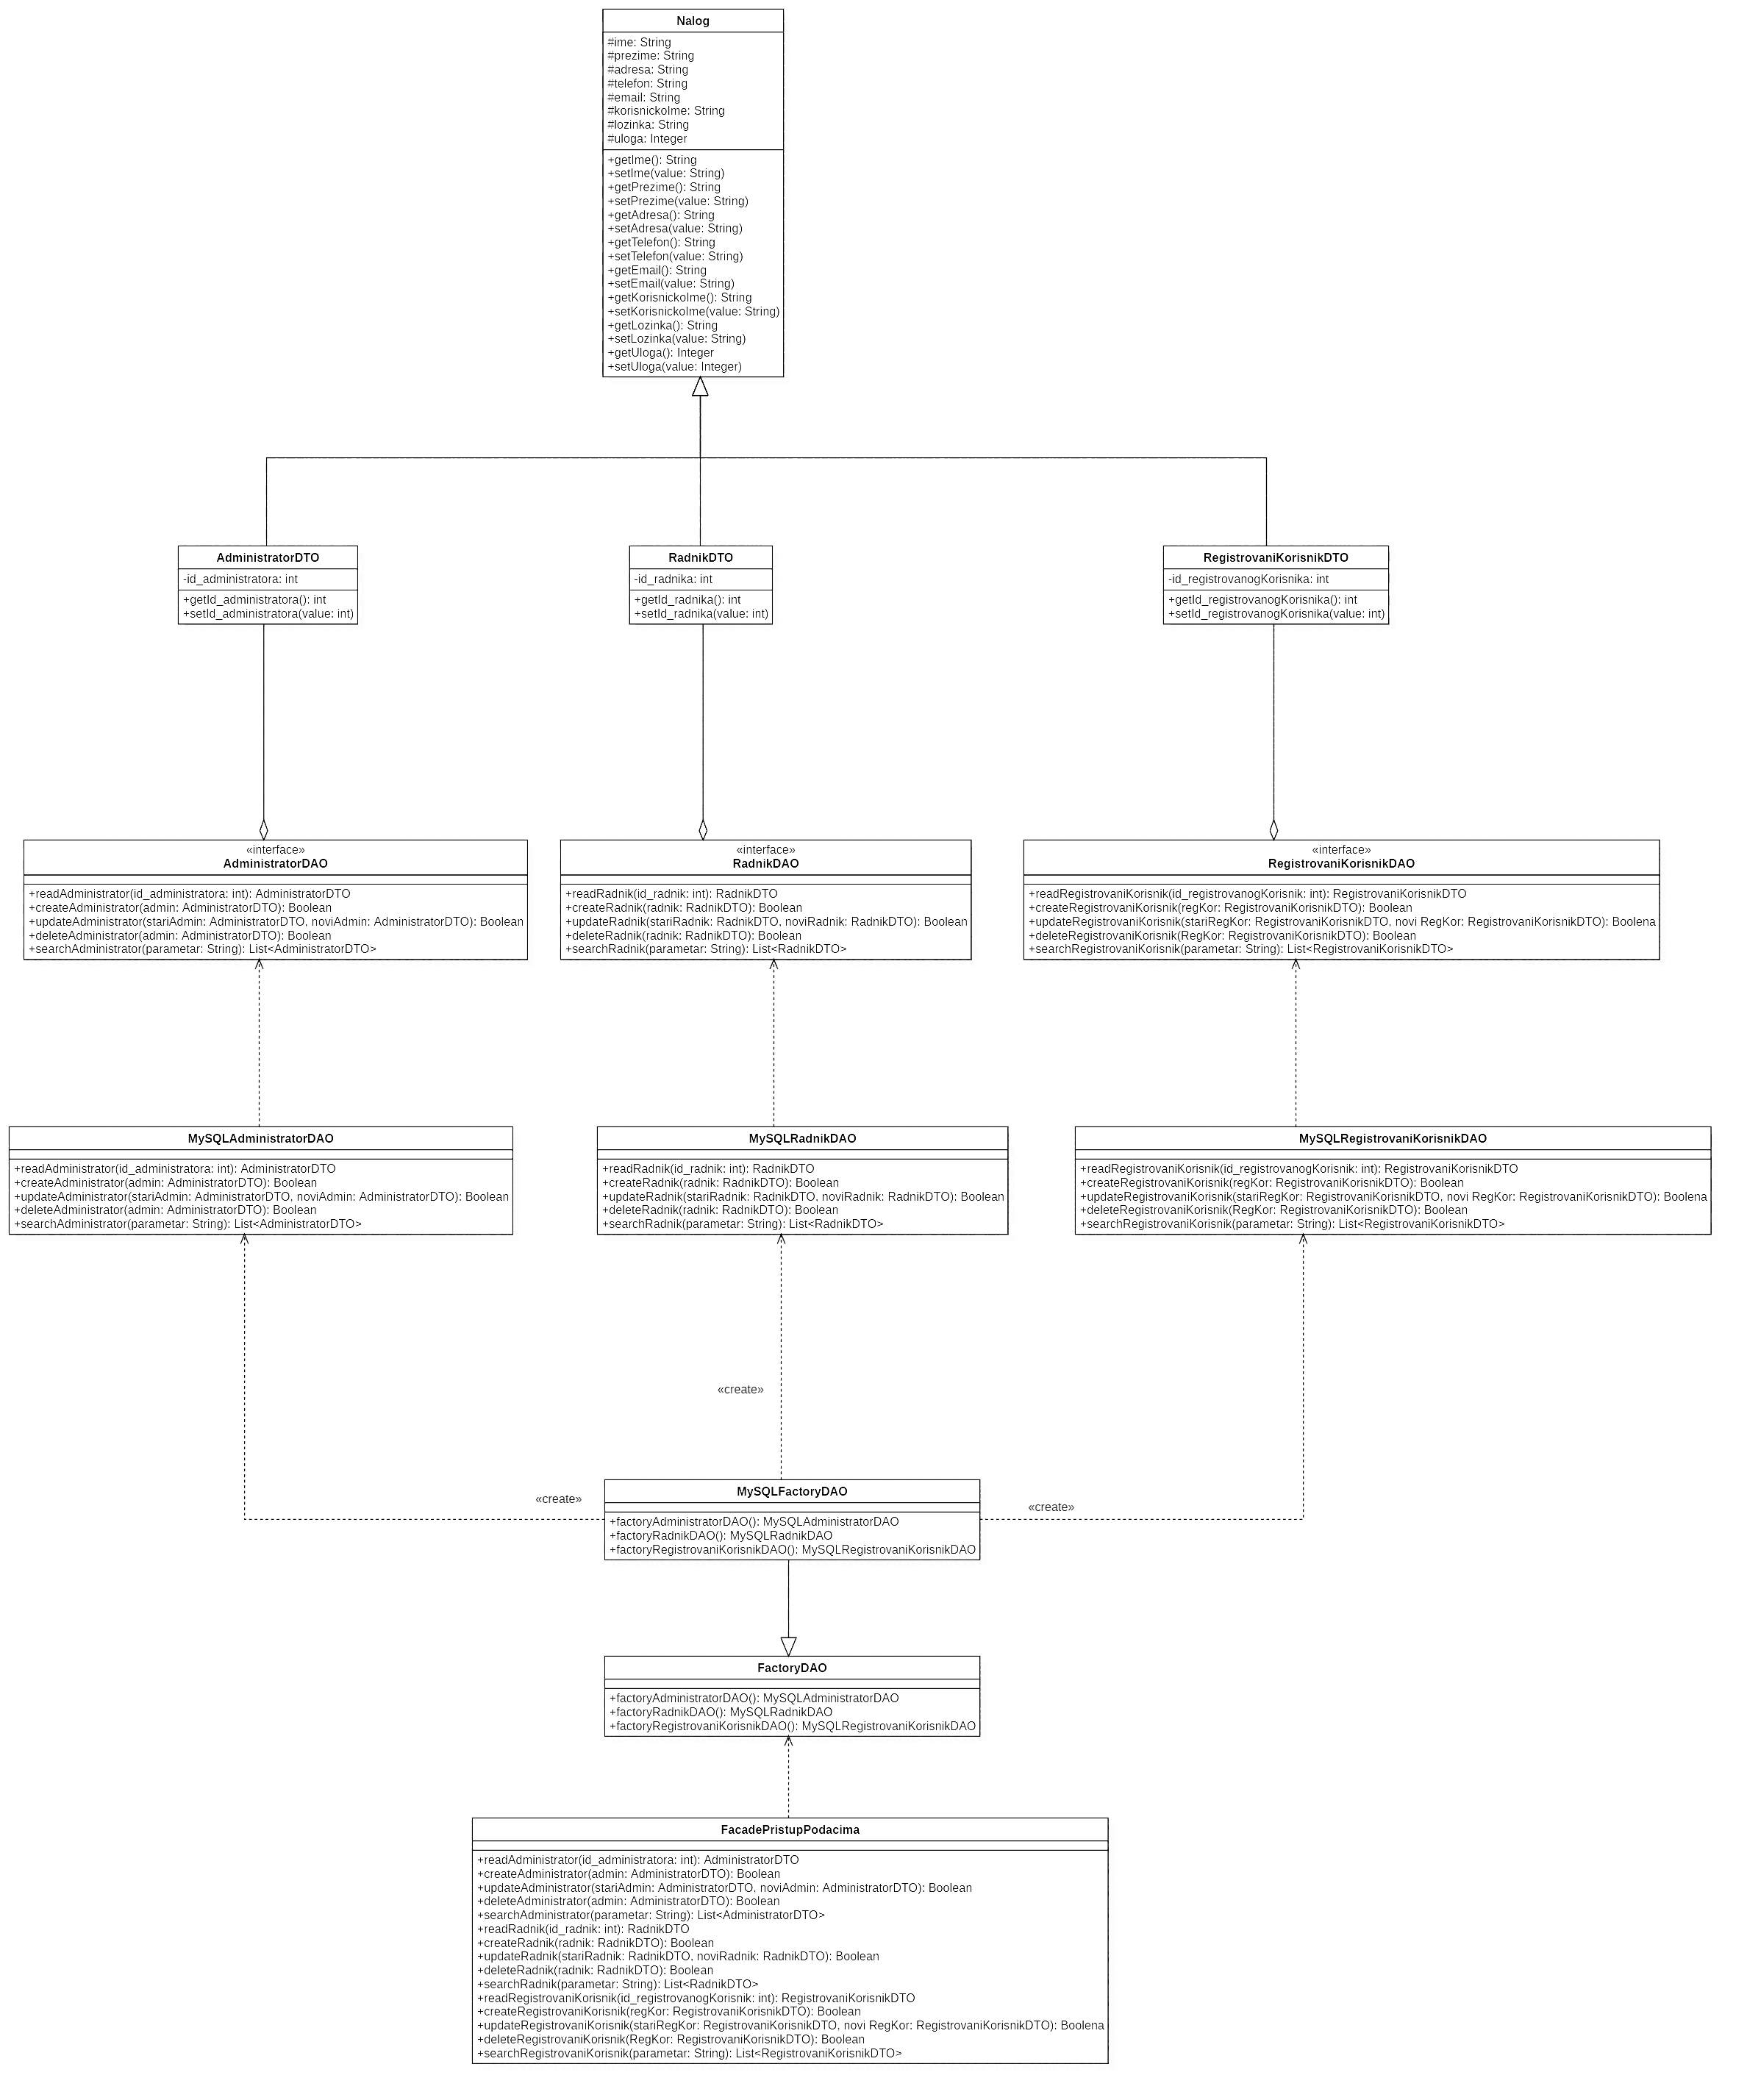 Nalog
#ime: String
#prezime: String
#adresa: String
#telefon: String
#email: String
#korisnickoIme: String
#lozinka: String
#uloga: Integer
+getIme(): String
+setIme(value: String)
+getPrezime(): String
+setPrezime(value: String)
+getAdresa(): String
+setAdresa(value: String)
+getTelefon(): String
+setTelefon(value: String)
+getEmail(): String
+setEmail(value: String)
+getKorisnickoIme(): String
+setKorisnickoIme(value: String)
+getLozinka(): String
+setLozinka(value: String)
+getUloga(): Integer
+setUloga(value: Integer)
AdministratorDTO
-id_administratora: int
+getId_administratora(): int
+setId_administratora(value: int)
RadnikDTO
-id_radnika: int
+getId_radnika(): int
+setId_radnika(value: int)
RegistrovaniKorisnikDTO
-id_registrovanogKorisnika: int
+getId_registrovanogKorisnika(): int
+setId_registrovanogKorisnika(value: int)
«interface»
AdministratorDAO
+readAdministrator(id_administratora: int): AdministratorDTO
+createAdministrator(admin: AdministratorDTO): Boolean
+updateAdministrator(stariAdmin: AdministratorDTO, noviAdmin: AdministratorDTO): Boolean
+deleteAdministrator(admin: AdministratorDTO): Boolean
+searchAdministrator(parametar: String): List<AdministratorDTO>
«interface»
RadnikDAO
+readRadnik(id_radnik: int): RadnikDTO
+createRadnik(radnik: RadnikDTO): Boolean
+updateRadnik(stariRadnik: RadnikDTO, noviRadnik: RadnikDTO): Boolean
+deleteRadnik(radnik: RadnikDTO): Boolean
+searchRadnik(parametar: String): List<RadnikDTO>
«interface»
RegistrovaniKorisnikDAO
+readRegistrovaniKorisnik(id_registrovanogKorisnik: int): RegistrovaniKorisnikDTO
+createRegistrovaniKorisnik(regKor: RegistrovaniKorisnikDTO): Boolean
+updateRegistrovaniKorisnik(stariRegKor: RegistrovaniKorisnikDTO, novi RegKor: RegistrovaniKorisnikDTO): Boolena
+deleteRegistrovaniKorisnik(RegKor: RegistrovaniKorisnikDTO): Boolean
+searchRegistrovaniKorisnik(parametar: String): List<RegistrovaniKorisnikDTO>
MySQLAdministratorDAO
+readAdministrator(id_administratora: int): AdministratorDTO
+createAdministrator(admin: AdministratorDTO): Boolean
+updateAdministrator(stariAdmin: AdministratorDTO, noviAdmin: AdministratorDTO): Boolean
+deleteAdministrator(admin: AdministratorDTO): Boolean
+searchAdministrator(parametar: String): List<AdministratorDTO>
MySQLRadnikDAO
+readRadnik(id_radnik: int): RadnikDTO
+createRadnik(radnik: RadnikDTO): Boolean
+updateRadnik(stariRadnik: RadnikDTO, noviRadnik: RadnikDTO): Boolean
+deleteRadnik(radnik: RadnikDTO): Boolean
+searchRadnik(parametar: String): List<RadnikDTO>
MySQLRegistrovaniKorisnikDAO
+readRegistrovaniKorisnik(id_registrovanogKorisnik: int): RegistrovaniKorisnikDTO
+createRegistrovaniKorisnik(regKor: RegistrovaniKorisnikDTO): Boolean
+updateRegistrovaniKorisnik(stariRegKor: RegistrovaniKorisnikDTO, novi RegKor: RegistrovaniKorisnikDTO): Boolena
+deleteRegistrovaniKorisnik(RegKor: RegistrovaniKorisnikDTO): Boolean
+searchRegistrovaniKorisnik(parametar: String): List<RegistrovaniKorisnikDTO>
«create»
«create»
«create»
MySQLFactoryDAO
+factoryAdministratorDAO(): MySQLAdministratorDAO
+factoryRadnikDAO(): MySQLRadnikDAO
+factoryRegistrovaniKorisnikDAO(): MySQLRegistrovaniKorisnikDAO
FactoryDAO
+factoryAdministratorDAO(): MySQLAdministratorDAO
+factoryRadnikDAO(): MySQLRadnikDAO
+factoryRegistrovaniKorisnikDAO(): MySQLRegistrovaniKorisnikDAO
FacadePristupPodacima
+readAdministrator(id_administratora: int): AdministratorDTO
+createAdministrator(admin: AdministratorDTO): Boolean
+updateAdministrator(stariAdmin: AdministratorDTO, noviAdmin: AdministratorDTO): Boolean
+deleteAdministrator(admin: AdministratorDTO): Boolean
+searchAdministrator(parametar: String): List<AdministratorDTO>
+readRadnik(id_radnik: int): RadnikDTO
+createRadnik(radnik: RadnikDTO): Boolean
+updateRadnik(stariRadnik: RadnikDTO, noviRadnik: RadnikDTO): Boolean
+deleteRadnik(radnik: RadnikDTO): Boolean
+searchRadnik(parametar: String): List<RadnikDTO>
+readRegistrovaniKorisnik(id_registrovanogKorisnik: int): RegistrovaniKorisnikDTO
+createRegistrovaniKorisnik(regKor: RegistrovaniKorisnikDTO): Boolean
+updateRegistrovaniKorisnik(stariRegKor: RegistrovaniKorisnikDTO, novi RegKor: RegistrovaniKorisnikDTO): Boolena
+deleteRegistrovaniKorisnik(RegKor: RegistrovaniKorisnikDTO): Boolean
+searchRegistrovaniKorisnik(parametar: String): List<RegistrovaniKorisnikDTO>